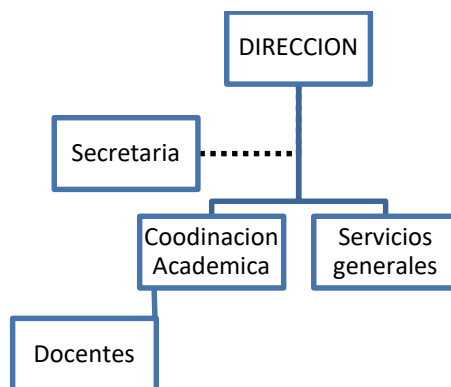 DIRECCION
Secretaria
Coodinacion
Academica
Servicios
generales
Docentes